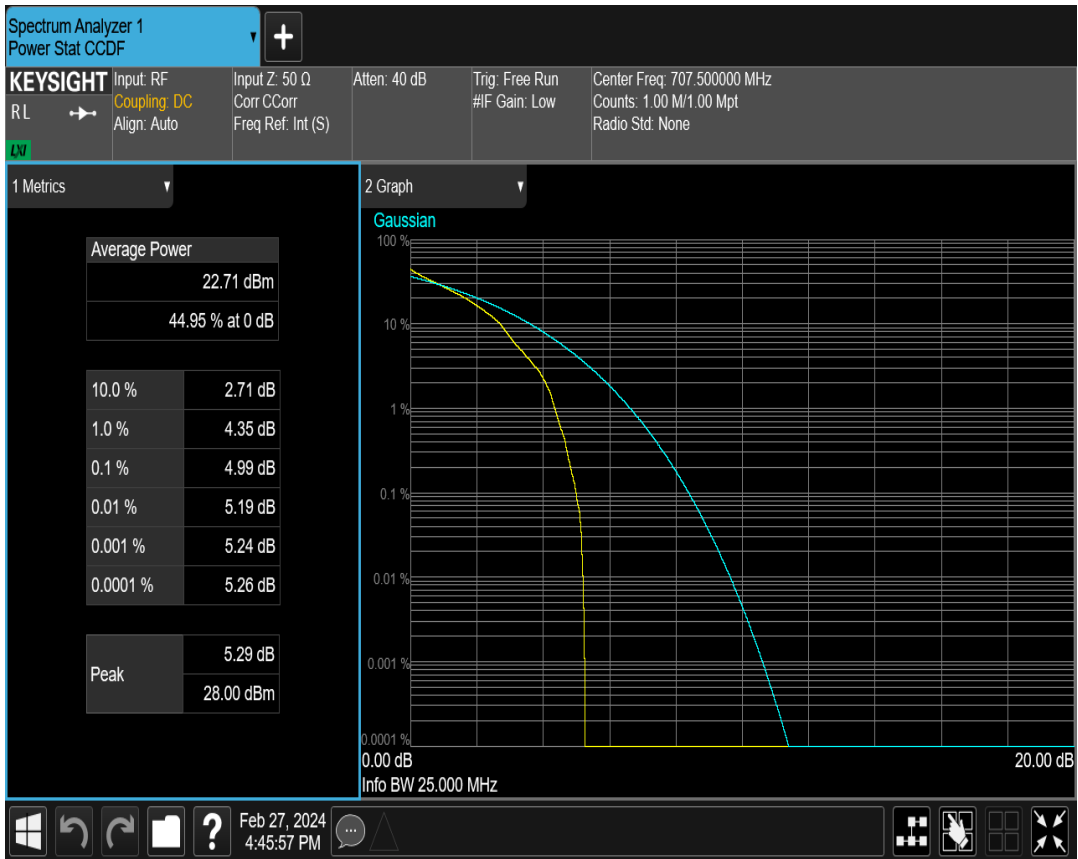 Spectrum Analyzer 1
Power Stat CCDF
+
KEYSIGHT
RL
LXI
Input: RF
Coupling: DC
Align: Auto
Input Z: 50 Ω
Corr CCorr
Freq Ref: Int (S)
Atten: 40 dB
Trig: Free Run
#IF Gain: Low
Center Freq: 707.500000 MHz
Counts: 1.00 M/1.00 Mpt
Radio Std: None
1 Metrics
Average Power
22.71 dBm
44.95 % at 0 dB
10.0 % 2.71 dB
1.0 % 4.35 dB
0.1 % 4.99 dB
0.01 % 5.19 dB
0.001 % 5.24 dB
0.0001 % 5.26 dB
Peak
5.29 dB
28.00 dBm
2 Graph
Gaussian
100 %
10 %
1 %
0.1 %
0.01 %
0.001 %
0.0001 %
0.00 dB 20.00 dB
Info BW 25.000 MHz
?
Feb 27, 2024
4:45:57 PM